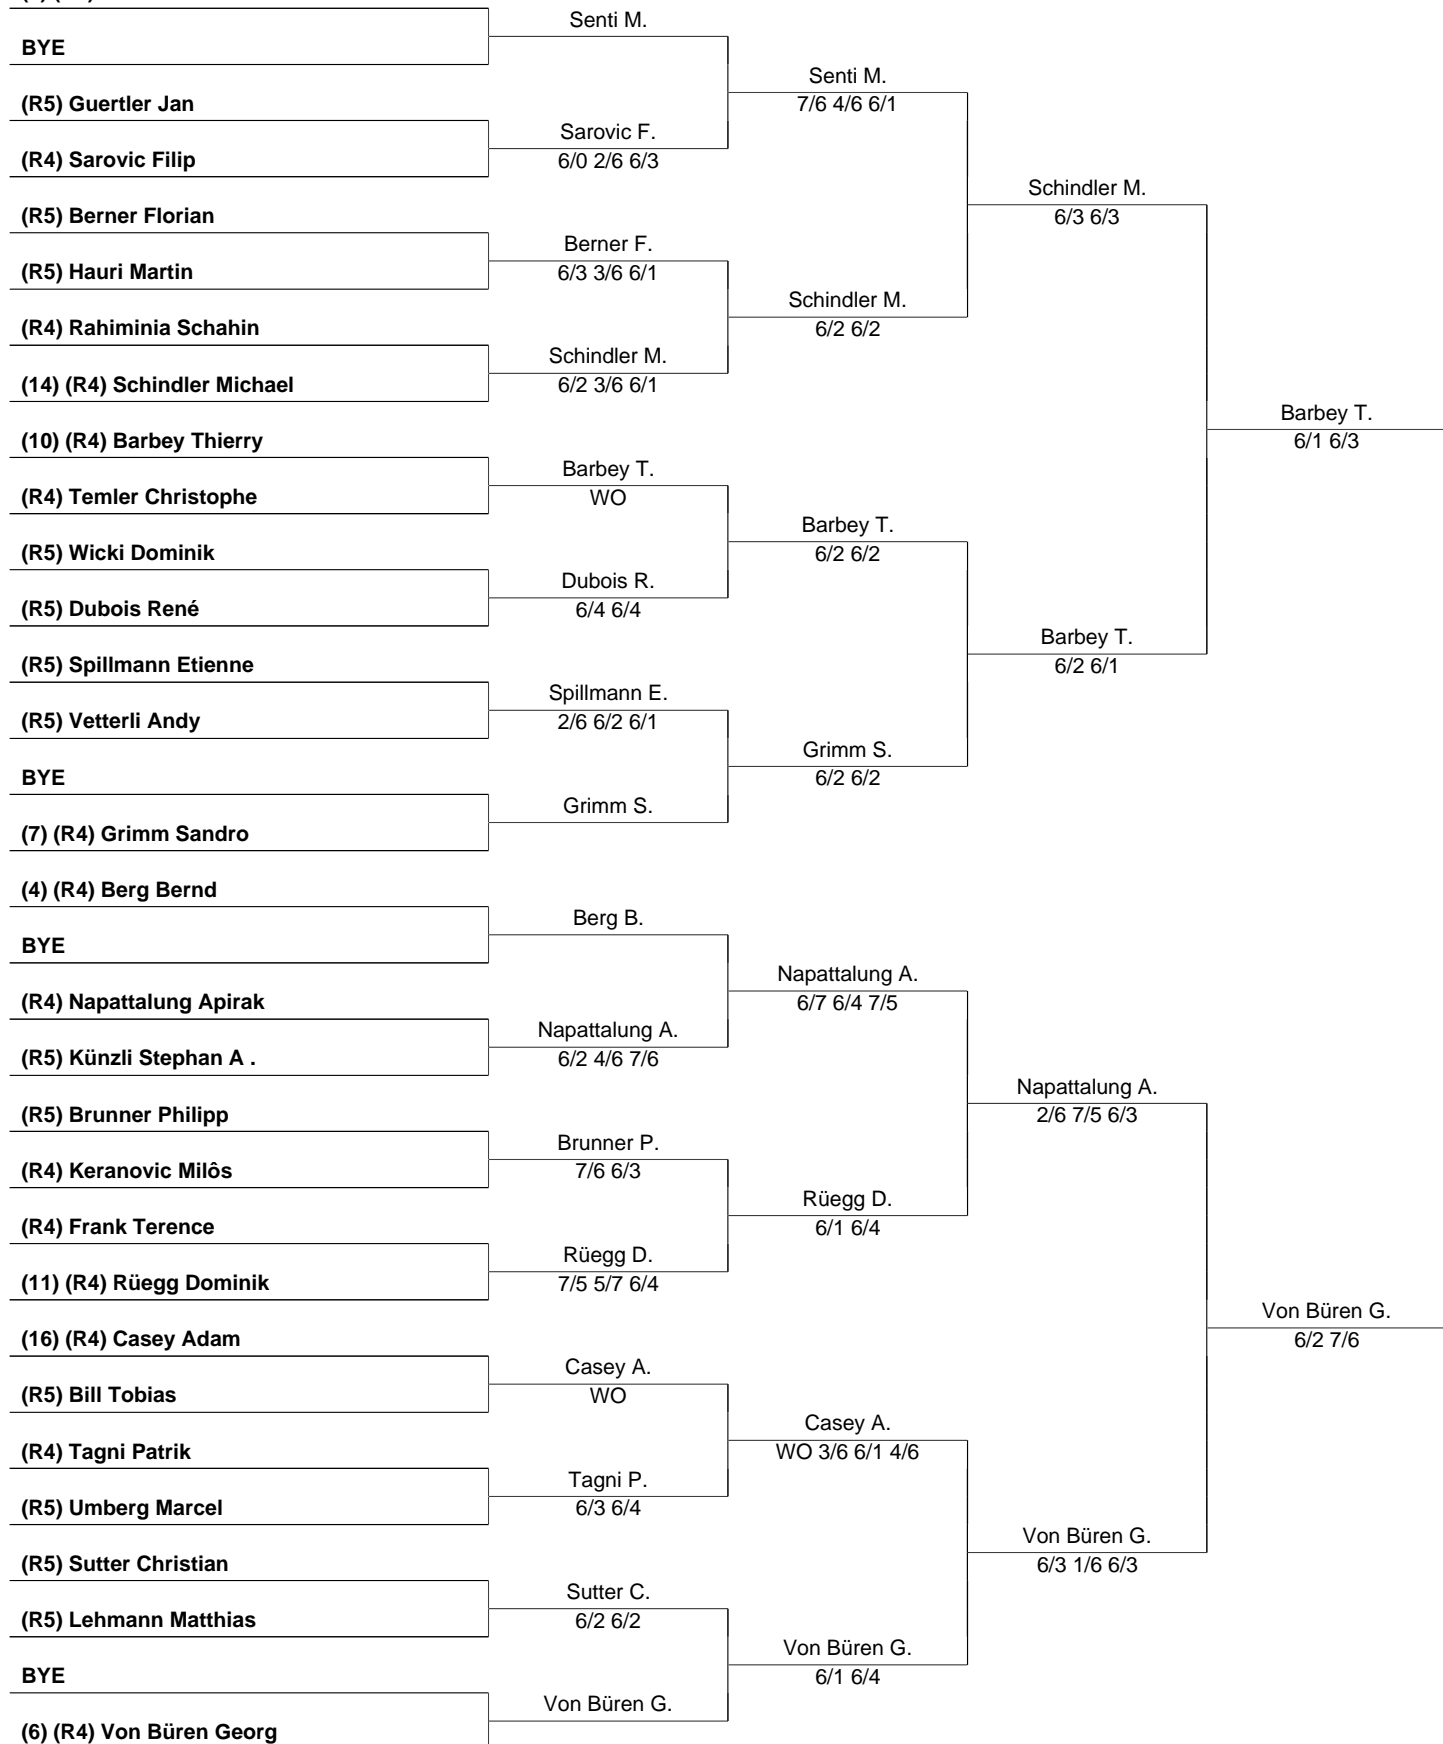 Senti M.
BYE
Senti M.
(R5) Guertler Jan
7/6 4/6 6/1
Sarovic F.
(R4) Sarovic Filip
6/0 2/6 6/3
Schindler M.
(R5) Berner Florian
6/3 6/3
Berner F.
(R5) Hauri Martin
6/3 3/6 6/1
Schindler M.
(R4) Rahiminia Schahin
6/2 6/2
Schindler M.
(14) (R4) Schindler Michael
6/2 3/6 6/1
Barbey T.
(10) (R4) Barbey Thierry
6/1 6/3
Barbey T.
(R4) Temler Christophe
WO
Barbey T.
(R5) Wicki Dominik
6/2 6/2
Dubois R.
(R5) Dubois René
6/4 6/4
Barbey T.
(R5) Spillmann Etienne
6/2 6/1
Spillmann E.
(R5) Vetterli Andy
2/6 6/2 6/1
Grimm S.
BYE
6/2 6/2
Grimm S.
(7) (R4) Grimm Sandro
(4) (R4) Berg Bernd
Berg B.
BYE
Napattalung A.
(R4) Napattalung Apirak
6/7 6/4 7/5
Napattalung A.
(R5) Künzli Stephan A .
6/2 4/6 7/6
Napattalung A.
(R5) Brunner Philipp
2/6 7/5 6/3
Brunner P.
(R4) Keranovic Milôs
7/6 6/3
Rüegg D.
(R4) Frank Terence
6/1 6/4
Rüegg D.
(11) (R4) Rüegg Dominik
7/5 5/7 6/4
Von Büren G.
(16) (R4) Casey Adam
6/2 7/6
Casey A.
(R5) Bill Tobias
WO
Casey A.
(R4) Tagni Patrik
WO 3/6 6/1 4/6
Tagni P.
(R5) Umberg Marcel
6/3 6/4
Von Büren G.
(R5) Sutter Christian
6/3 1/6 6/3
Sutter C.
(R5) Lehmann Matthias
6/2 6/2
Von Büren G.
BYE
6/1 6/4
Von Büren G.
(6) (R4) Von Büren Georg